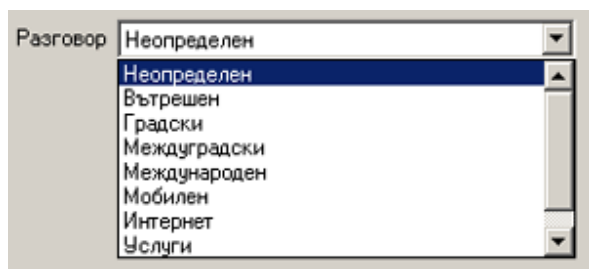 Разговор Неопределен
Неопределен
Вътрешен
Градски
Междуградски
Международен
Мобилен
Интернет
Услуги